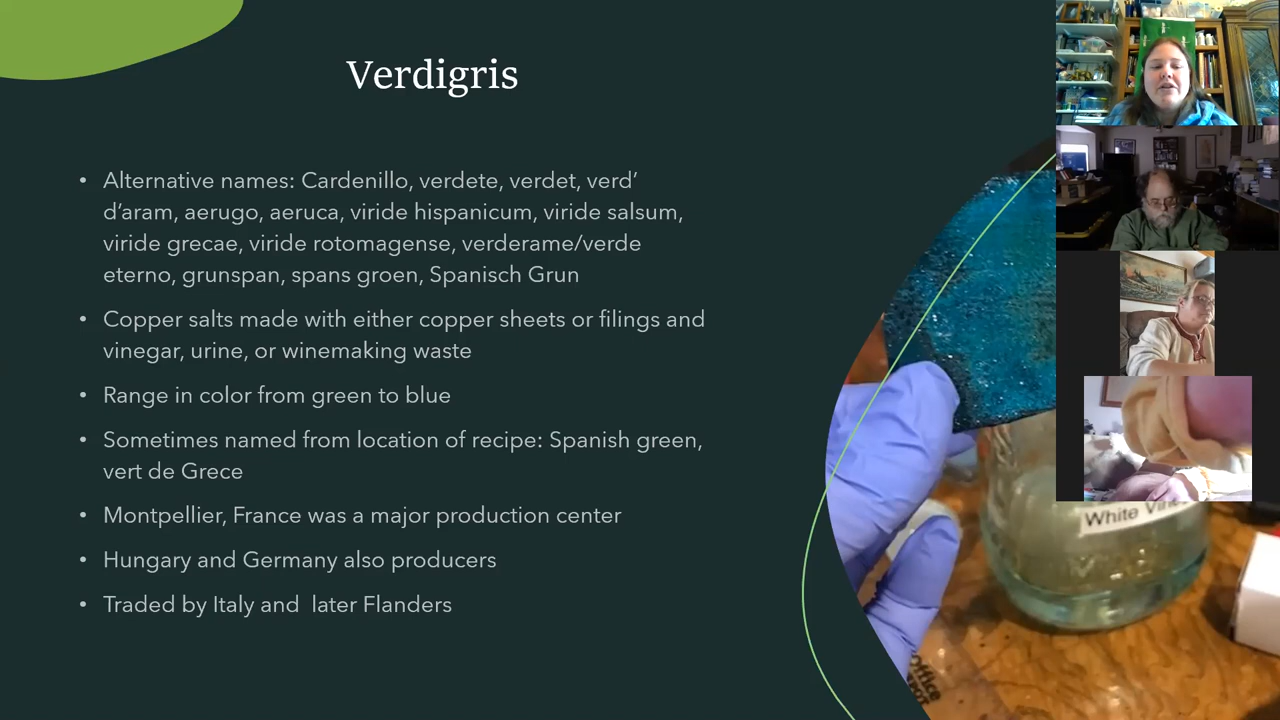 Verdigris
• Alternative names: Cardenillo, verdete, verdet, verd’
d’aram, aerugo, aeruca, viride hispanicum, viride salsum,
viride grecae, viride rotomagense, verderame/verde
eterno, grunspan, spans groen, Spanisch Grun
• Copper salts made with either copper sheets or filings and
vinegar, urine, or winemaking waste
• Range in color from green to blue
• Sometimes named from location of recipe: Spanish green,
vert de Grece
• Montpellier, France was a major production center
• Hungary and Germany also producers
• Traded by Italy and  later Flanders
White
Office